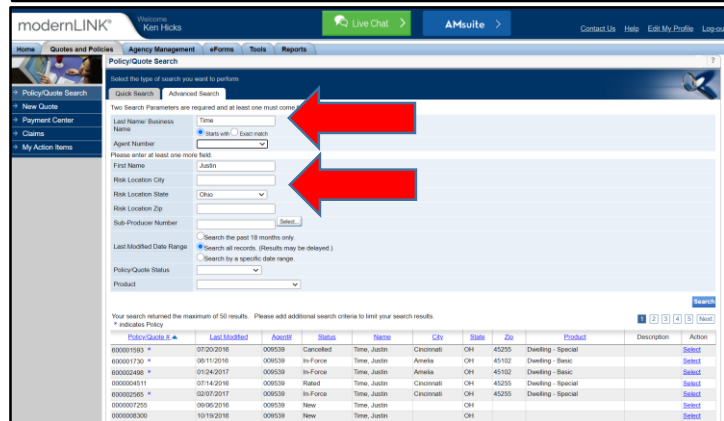 modernLINK®
Welcome
Ken Hicks
Live Chat >
AMsuite >
Contact Us Help Edit My Profile Log-ou
Home Quotes and Policies Agency Management eForms Tools Reports
Policy/Quote Search ?
Select the type of search you want to perform
Policy/Quote Search
New Quote
Payment Center
Claims
My Action Items
Quick Search Advanced Search
Two Search Parameters are required and at least one must come
Last Name/ Business Name Time
Starts with Exact match
Agent Number
Please enter at least one more field.
First Name Justin
Risk Location City
Risk Location State Ohio
Risk Location Zip
Sub-Producer Number Select...
Last Modified Date Range
Search the past 18 months only.
Search all records. (Results may be delayed.)
Search by a specific date range.
Policy/Quote Status
Product
Search
Your search returned the maximum of 50 results. Please add additional search criteria to limit your search results.
1 2 3 4 5 Next
* indicates Policy
Policy/Quote # Last Modified Agent# Status Name City State Zip Product Description Action
600001593 * 07/20/2016 009539 Cancelled Time, Justin Cincinnati OH 45255 Dwelling - Special Select
600001730 * 08/11/2016 009539 In-Force Time, Justin Amelia OH 45102 Dwelling - Basic Select
600002498 * 01/24/2017 009539 In-Force Time, Justin Amelia OH 45102 Dwelling - Basic Select
6000004511 07/14/2016 009539 Rated Time, Justin Cincinnati OH 45255 Dwelling - Special Select
600002565 * 02/07/2017 009539 In-Force Time, Justin Cincinnati OH 45255 Dwelling - Special Select
0000007255 09/06/2016 009539 New Time, Justin OH Select
0000008300 10/19/2016 009539 New Time, Justin OH Select